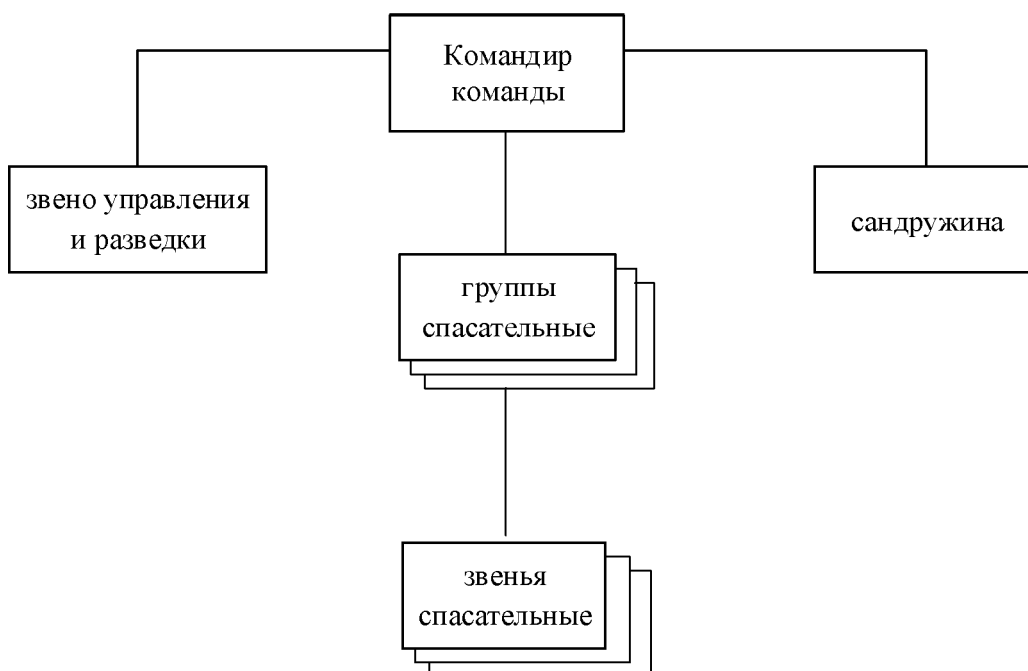 Командир
команды
звено управления
и разведки
сандружина
группы
спасательные
звенья
спасательные